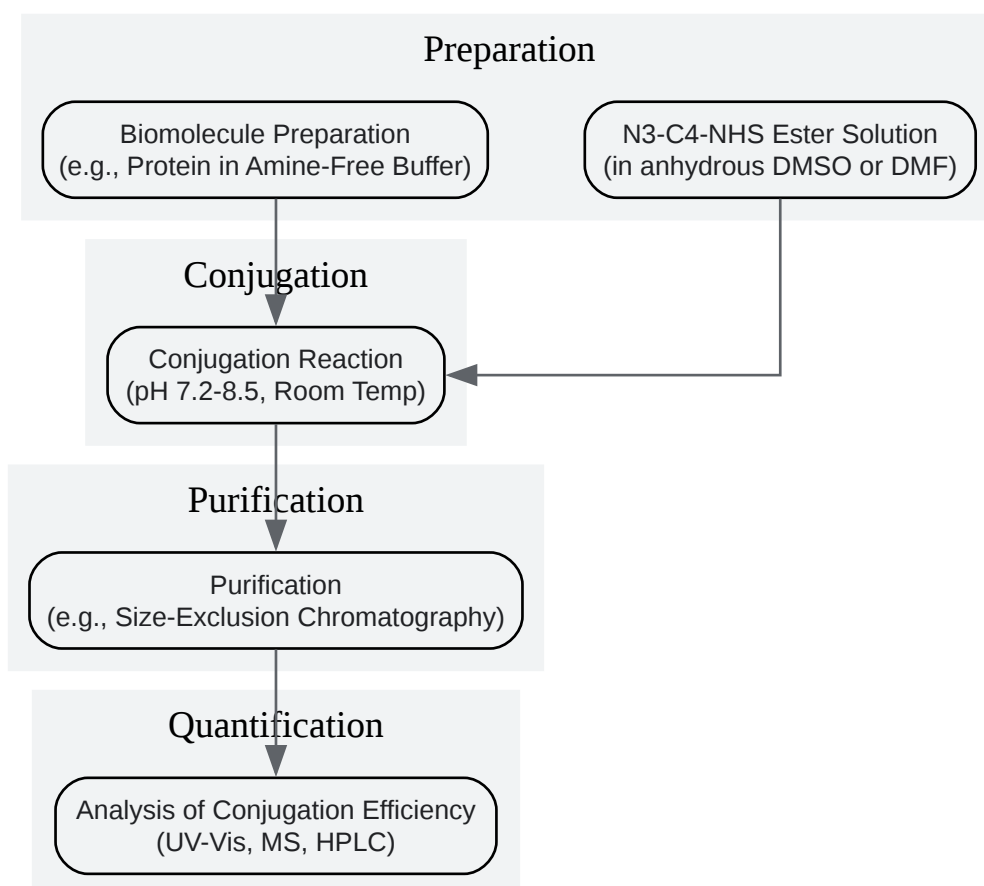 Preparation
Biomolecule Preparation
(e.g., Protein in Amine-Free Buffer)
N3-C4-NHS Ester Solution
(in anhydrous DMSO or DMF)
Conjugation
Conjugation Reaction
(pH 7.2-8.5, Room Temp)
Purification
Purification
(e.g., Size-Exclusion Chromatography)
Quantification
Analysis of Conjugation Efficiency
(UV-Vis, MS, HPLC)